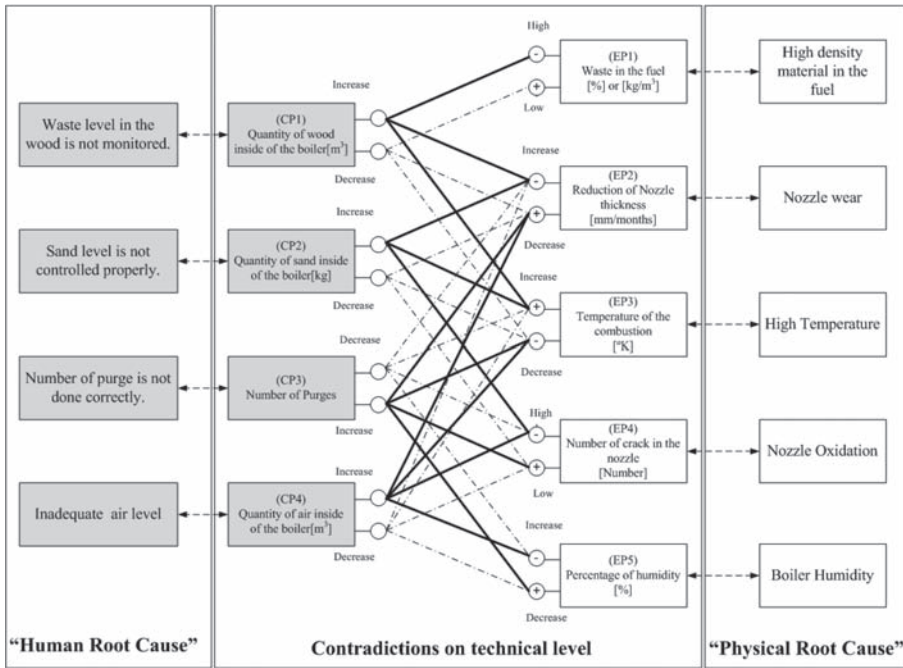 Waste level in the
wood is not monitored.
Sand level is not
controlled properly.
Number of purge is not
done correctly.
Inadequate air level
“Human Root Cause”
Increase
(CP1)
Quantity of wood
inside of the boiler[m³]
Decrease
Increase
(CP2)
Quantity of sand inside
of the boiler[kg]
Decrease
Decrease
(CP3)
Number of Purges
Increase
Increase
(CP4)
Quantity of air inside
of the boiler[m³]
Decrease
High
-
(EP1)
Waste in the fuel
[%] or [kg/m³]
+
Low
Increase
-
(EP2)
Reduction of Nozzle
thickness
[mm/months]
+
Decrease
Increase
+
(EP3)
Temperature of the
combustion
[°K]
-
Decrease
High
-
(EP4)
Number of crack in the
nozzle
[Number]
+
Low
Increase
-
(EP5)
Percentage of humidity
[%]
+
Decrease
Contradictions on technical level
High density
material in the
fuel
Nozzle wear
High Temperature
Nozzle Oxidation
Boiler Humidity
“Physical Root Cause”